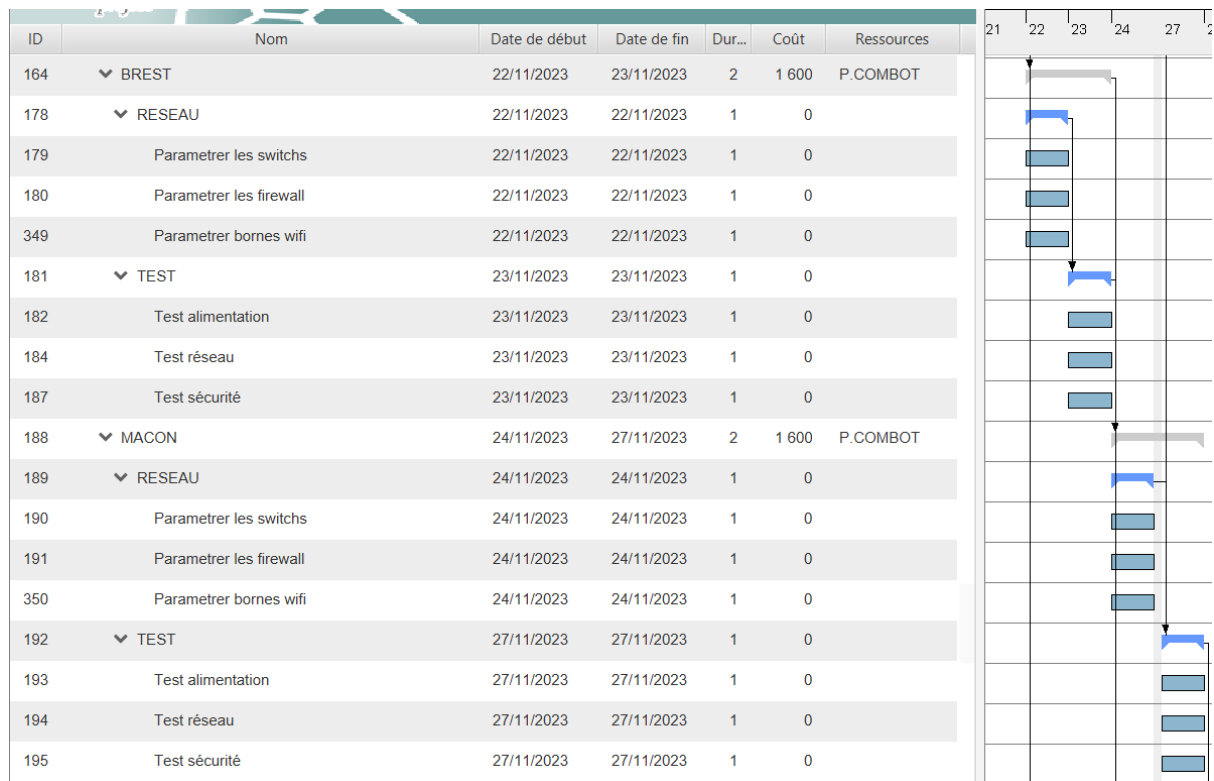 ID Nom Date de début Date de fin Dur... Coût Ressources 21 22 23 24 27
164 BREST 22/11/2023 23/11/2023 2 1 600 P.COMBOT
178 RESEAU 22/11/2023 22/11/2023 1 0
179 Parametrer les switchs 22/11/2023 22/11/2023 1 0
180 Parametrer les firewall 22/11/2023 22/11/2023 1 0
349 Parametrer bornes wifi 22/11/2023 22/11/2023 1 0
181 TEST 23/11/2023 23/11/2023 1 0
182 Test alimentation 23/11/2023 23/11/2023 1 0
184 Test réseau 23/11/2023 23/11/2023 1 0
187 Test sécurité 23/11/2023 23/11/2023 1 0
188 MACON 24/11/2023 27/11/2023 2 1 600 P.COMBOT
189 RESEAU 24/11/2023 24/11/2023 1 0
190 Parametrer les switchs 24/11/2023 24/11/2023 1 0
191 Parametrer les firewall 24/11/2023 24/11/2023 1 0
350 Parametrer bornes wifi 24/11/2023 24/11/2023 1 0
192 TEST 27/11/2023 27/11/2023 1 0
193 Test alimentation 27/11/2023 27/11/2023 1 0
194 Test réseau 27/11/2023 27/11/2023 1 0
195 Test sécurité 27/11/2023 27/11/2023 1 0